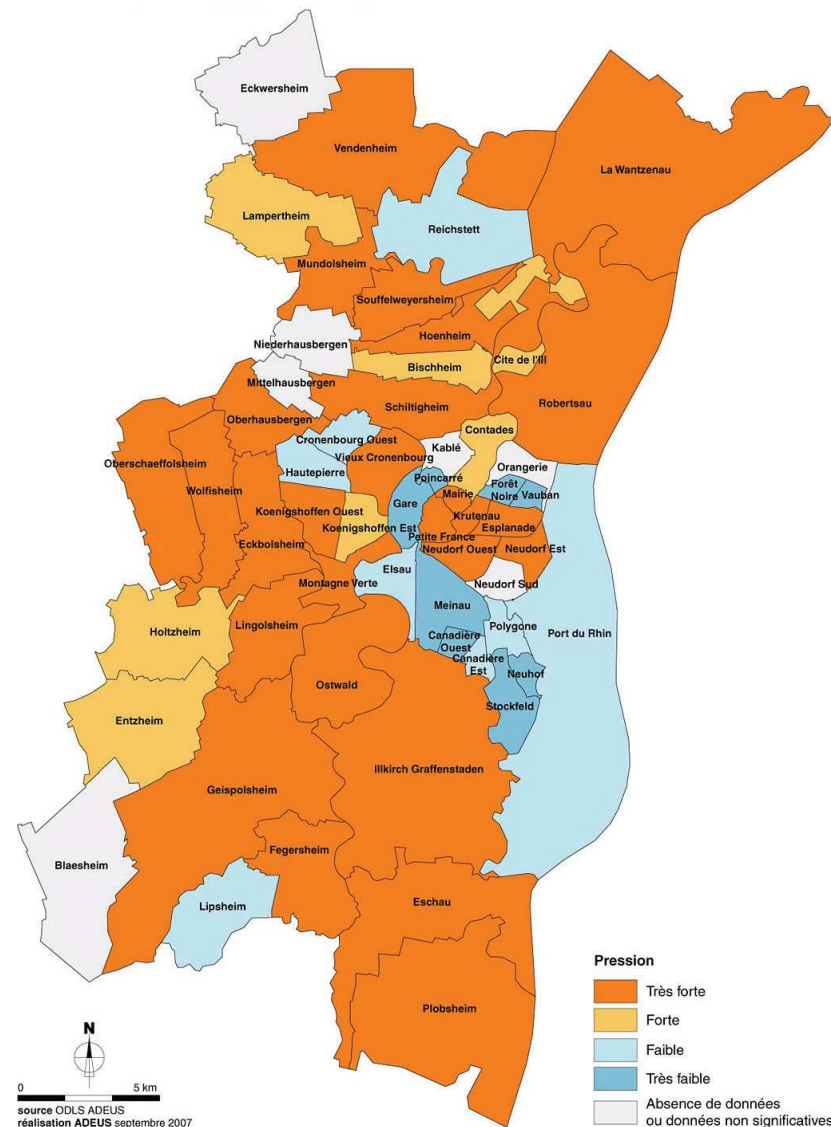 Eckwersheim
Vendenheim
La Wantzenau
Lampertheim
Reichstett
Mundolsheim
Souffelweyersheim
Hoenheim
Niederhausbergen
Cite de l'Ill
Bischheim
Mittelhausbergen
Robertsau
Schiltigheim
Oberhausbergen
Contades
Cronenbourg Ouest
Kablé
Vieux Cronenbourg
Oberschaeffolsheim
Orangerie
Hautepierre
Poincarré
Forêt
Noire
Vauban
Wolfisheim
Mairie
Gare
Koenigshoffen Ouest
Krutenau
Koenigshoffen Est
Esplanade
Petite France
Eckbolsheim
Neudorf Ouest
Neudorf Est
Elsau
Montagne Verte
Neudorf Sud
Meinau
Holtzheim
Lingolsheim
Polygone
Port du Rhin
Canadière
Ouest
Canadière
Est
Neuhof
Ostwald
Stockfeld
Entzheim
Illkirch Graffenstaden
Geispolsheim
Fegersheim
Blaesheim
Lipsheim
Eschau
Plobsheim
Pression
Très forte
Forte
Faible
Très faible
Absence de données
ou données non significatives
N
0 5 km
source ODLS ADEUS
réalisation ADEUS septembre 2007